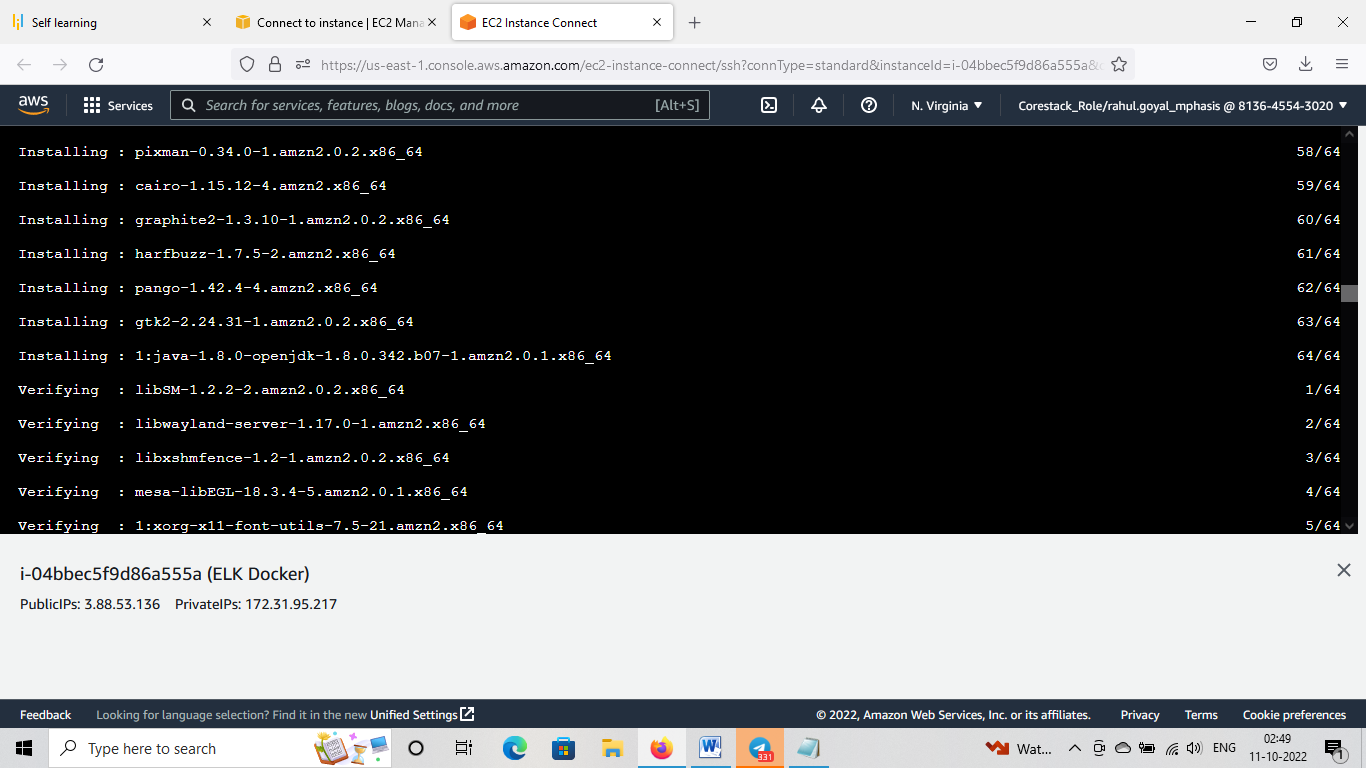 Self learning
Connect to instance | EC2 Mana
EC2 Instance Connect
https://us-east-1.console.aws.amazon.com/ec2-instance-connect/ssh?connType=standard&instanceId=i-04bbec5f9d86a555a&
aws
Services
Search for services, features, blogs, docs, and more [Alt+S]
N. Virginia
Corestack_Role/rahul.goyal_mphasis @ 8136-4554-3020
Installing : pixman-0.34.0-1.amzn2.0.2.x86_64 58/64
Installing : cairo-1.15.12-4.amzn2.x86_64 59/64
Installing : graphite2-1.3.10-1.amzn2.0.2.x86_64 60/64
Installing : harfbuzz-1.7.5-2.amzn2.x86_64 61/64
Installing : pango-1.42.4-4.amzn2.x86_64 62/64
Installing : gtk2-2.24.31-1.amzn2.0.2.x86_64 63/64
Installing : 1:java-1.8.0-openjdk-1.8.0.342.b07-1.amzn2.0.1.x86_64 64/64
Verifying : libSM-1.2.2-2.amzn2.0.2.x86_64 1/64
Verifying : libwayland-server-1.17.0-1.amzn2.x86_64 2/64
Verifying : libxshmfence-1.2-1.amzn2.0.2.x86_64 3/64
Verifying : mesa-libEGL-18.3.4-5.amzn2.0.1.x86_64 4/64
Verifying : 1:xorg-x11-font-utils-7.5-21.amzn2.x86_64 5/64
i-04bbec5f9d86a555a (ELK Docker)
PublicIPs: 3.88.53.136 PrivateIPs: 172.31.95.217
Feedback
Looking for language selection? Find it in the new Unified Settings
© 2022, Amazon Web Services, Inc. or its affiliates.
Privacy
Terms
Cookie preferences
Type here to search
331
Wat...
ENG
02:49
11-10-2022
1